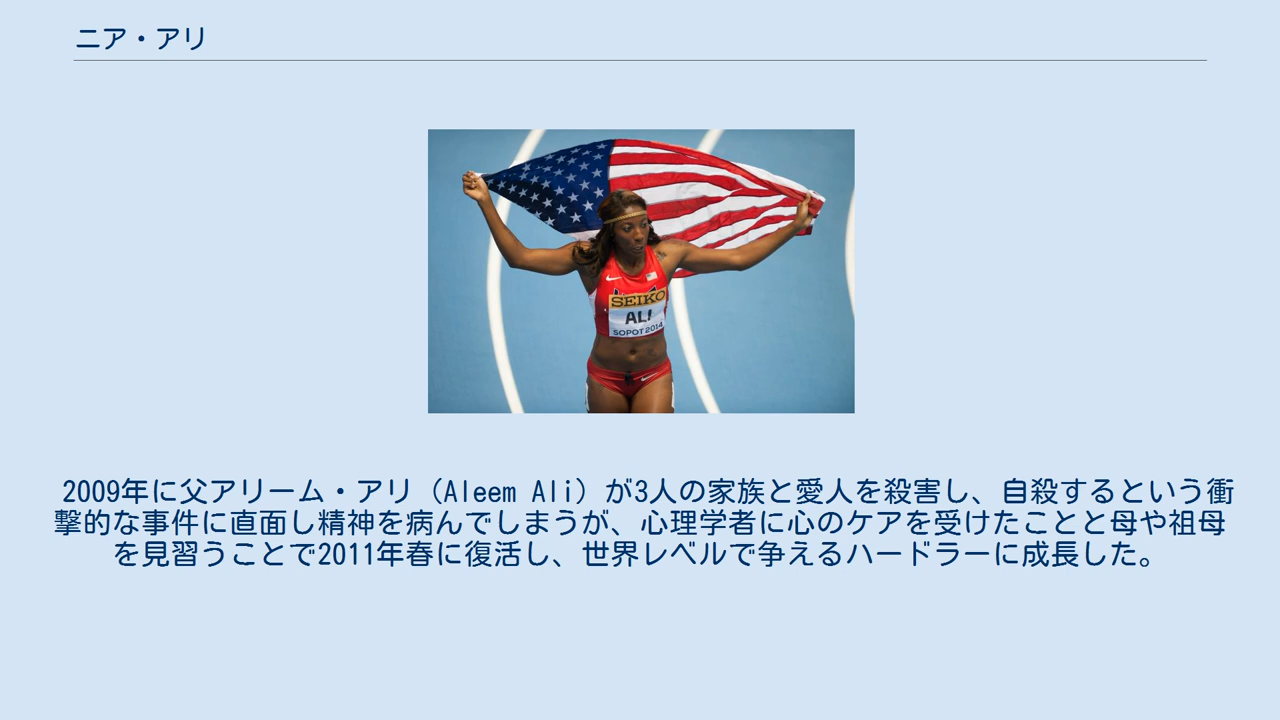 ニア・アリ
SEIKO
ALI
SOPOT 2014
2009年に父アリーム・アリ（Aleem Ali）が3人の家族と愛人を殺害し、自殺するという衝
撃的な事件に直面し精神を病んでしまうが、心理学者に心のケアを受けたことと母や祖母
を見習うことで2011年春に復活し、世界レベルで争えるハードラーに成長した。